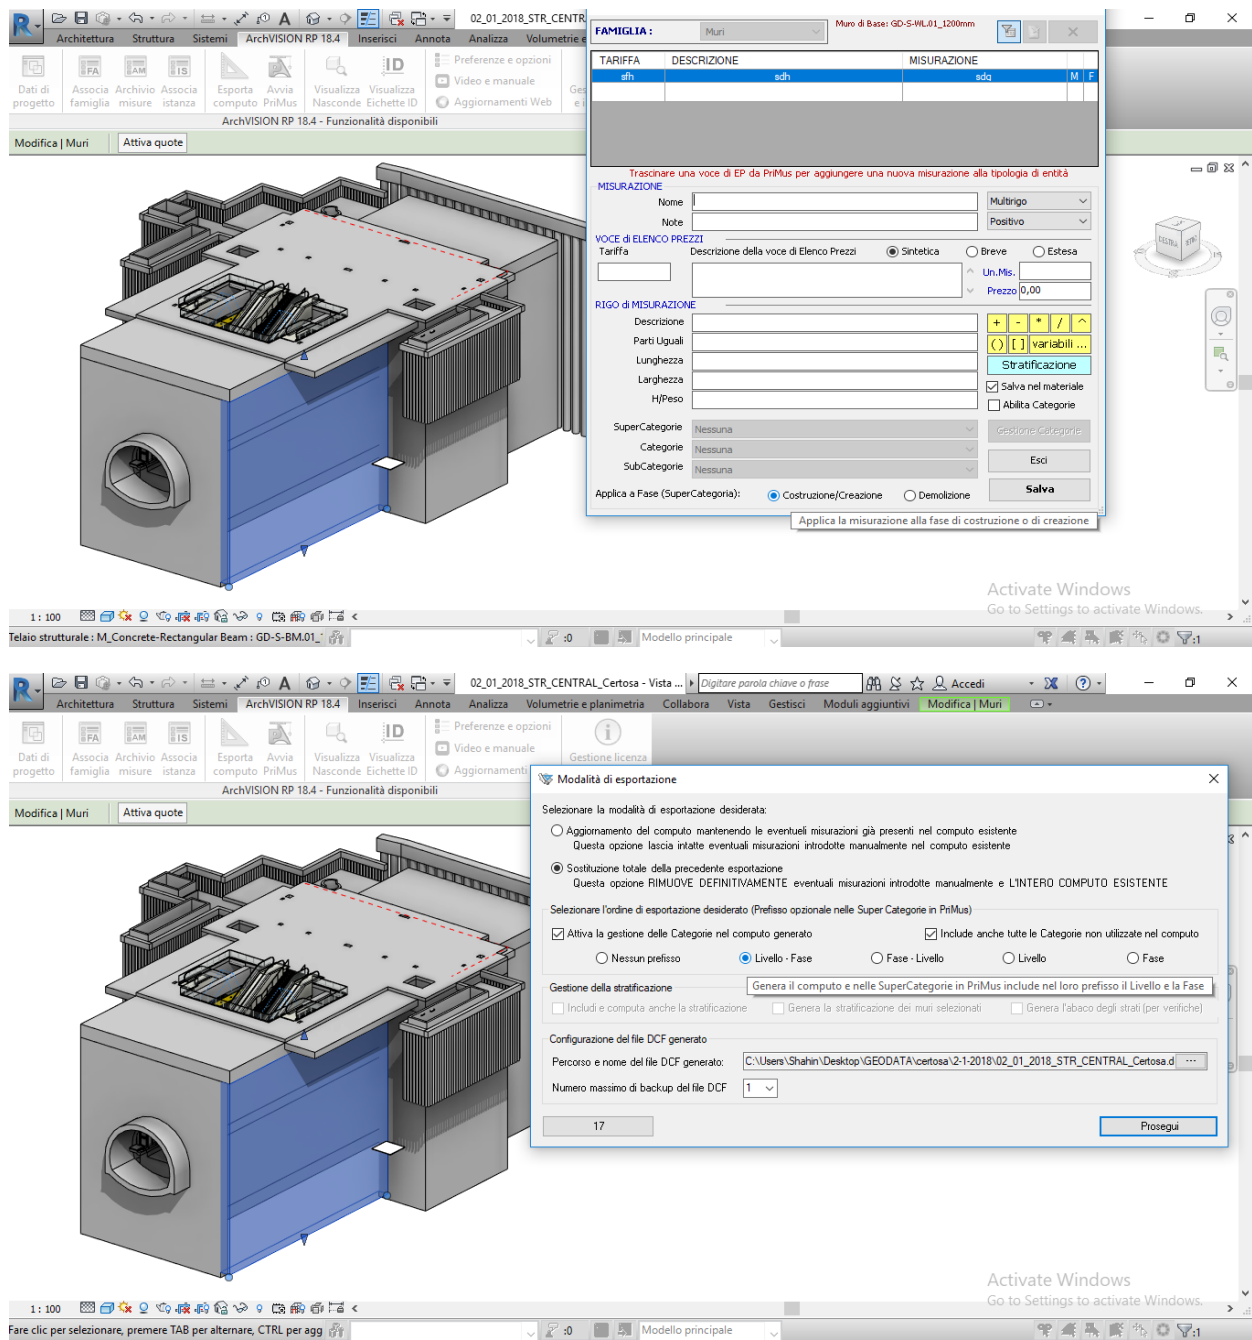 02_01_2018_STR_CENTR
Architettura Struttura Sistemi ArchVISION RP 18.4 Inserisci Annota Analizza Volumetrie e
FA AM IS ID
Dati di progetto
Associa famiglia
Archivio misure
Associa istanza
Esporta computo
Avvia PriMus
Visualizza Nasconde
Visualizza Eichette ID
Preferenze e opzioni
Video e manuale
Aggiornamenti Web
Ges
e i
ArchVISION RP 18.4 - Funzionalità disponibili
Modifica | Muri Attiva quote
FAMIGLIA : Muri Muro di Base: GD-S-WL.01_1200mm
TARIFFA DESCRIZIONE MISURAZIONE
sfh sdh sdg M F
Trascinare una voce di EP da PriMus per aggiungere una nuova misurazione alla tipologia di entità
MISURAZIONE
Nome Multirigo
Note Positivo
VOCE di ELENCO PREZZI
Tariffa Descrizione della voce di Elenco Prezzi Sintetica Breve Estesa
Un.Mis.
Prezzo 0,00
RIGO di MISURAZIONE
Descrizione + - * / ^
Parti Uguali ( ) [ ] variabili ...
Lunghezza Stratificazione
Larghezza Salva nel materiale
H/Peso Abilita Categorie
SuperCategorie Nessuna Gestione Categorie
Categorie Nessuna
SubCategorie Nessuna Esci
Applica a Fase (SuperCategoria): Costruzione/Creazione Demolizione Salva
Applica la misurazione alla fase di costruzione o di creazione
DESTRA
Activate Windows
Go to Settings to activate Windows.
1 : 100
Telaio strutturale : M_Concrete-Rectangular Beam : GD-S-BM.01_ :0 Modello principale :1
02_01_2018_STR_CENTRAL_Certosa - Vista ... Digitare parola chiave o frase Accedi
Architettura Struttura Sistemi ArchVISION RP 18.4 Inserisci Annota Analizza Volumetrie e planimetria Collabora Vista Gestisci Moduli aggiuntivi Modifica | Muri
FA AM IS ID
Dati di progetto
Associa famiglia
Archivio misure
Associa istanza
Esporta computo
Avvia PriMus
Visualizza Nasconde
Visualizza Eichette ID
Preferenze e opzioni
Video e manuale
Aggiornamenti
Gestione licenza
ArchVISION RP 18.4 - Funzionalità disponibili
Modifica | Muri Attiva quote
Modalità di esportazione
Selezionare la modalità di esportazione desiderata:
Aggiornamento del computo mantenendo le eventueli misurazioni già presenti nel computo esistente
Questa opzione lascia intatte eventuali misurazioni introdotte manualmente nel computo esistente
Sostituzione totale della precedente esportazione
Questa opzione RIMUOVE DEFINITIVAMENTE eventuali misurazioni introdotte manualmente e L'INTERO COMPUTO ESISTENTE
Selezionare l'ordine di esportazione desiderato (Prefisso opzionale nelle Super Categorie in PriMus)
Attiva la gestione delle Categorie nel computo generato Include anche tutte le Categorie non utilizzate nel computo
Nessun prefisso Livello - Fase Fase - Livello Livello Fase
Gestione della stratificazione
Genera il computo e nelle SuperCategorie in PriMus include nel loro prefisso il Livello e la Fase
Includi e computa anche la stratificazione Genera la stratificazione dei muri selezionati Genera l'abaco degli strati (per verifiche)
Configurazione del file DCF generato
Percorso e nome del file DCF generato: C:\Users\Shahin\Desktop\GEODATA\certosa\2-1-2018\02_01_2018_STR_CENTRAL_Certosa.d ...
Numero massimo di backup del file DCF 1
17 Prosegui
Activate Windows
Go to Settings to activate Windows.
1 : 100
Fare clic per selezionare, premere TAB per alternare, CTRL per agg :0 Modello principale :1